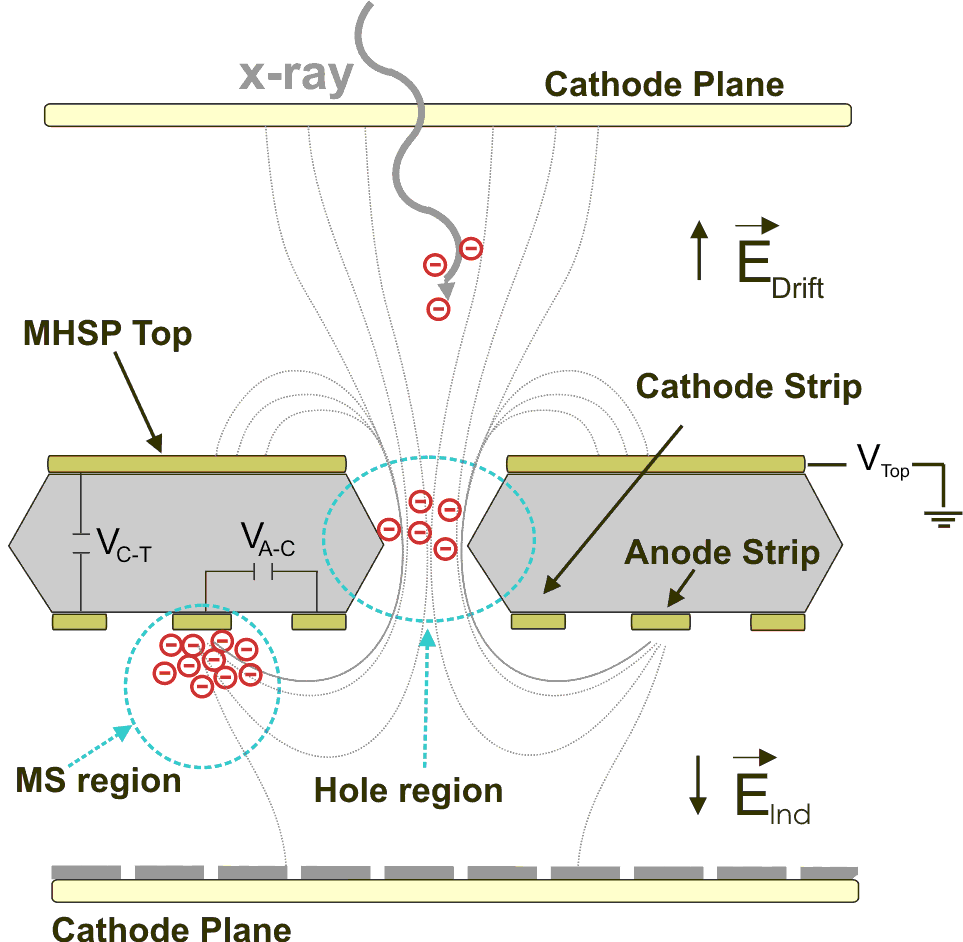 x-ray
Cathode Plane
E Drift
MHSP Top
Cathode Strip
V Top
V C-T
V A-C
Anode Strip
MS region
Hole region
E Ind
Cathode Plane